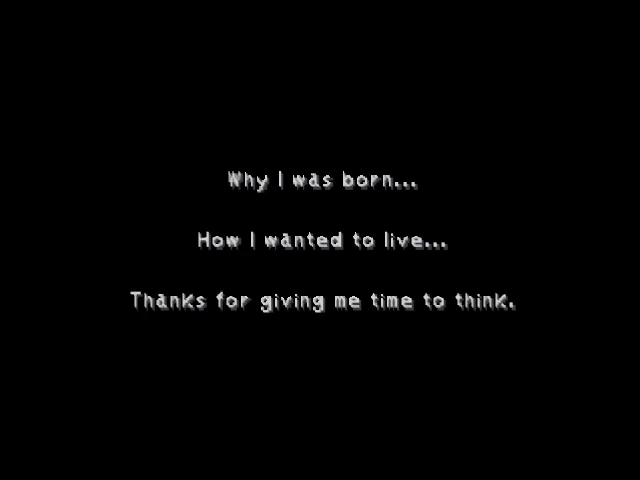 Why I was born...
How I wanted to live...
Thanks for giving me time to think.